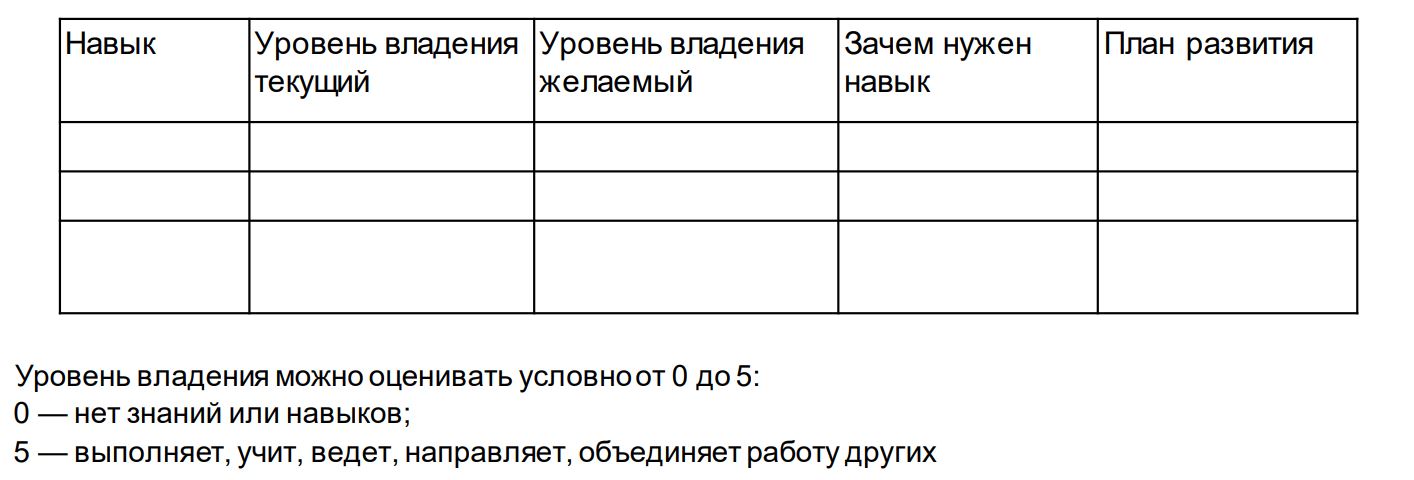 Навык
Уровень владения текущий
Уровень владения желаемый
Зачем нужен навык
План развития
Уровень владения можно оценивать условно от 0 до 5:
0 — нет знаний или навыков;
5 — выполняет, учит, ведет, направляет, объединяет работу других